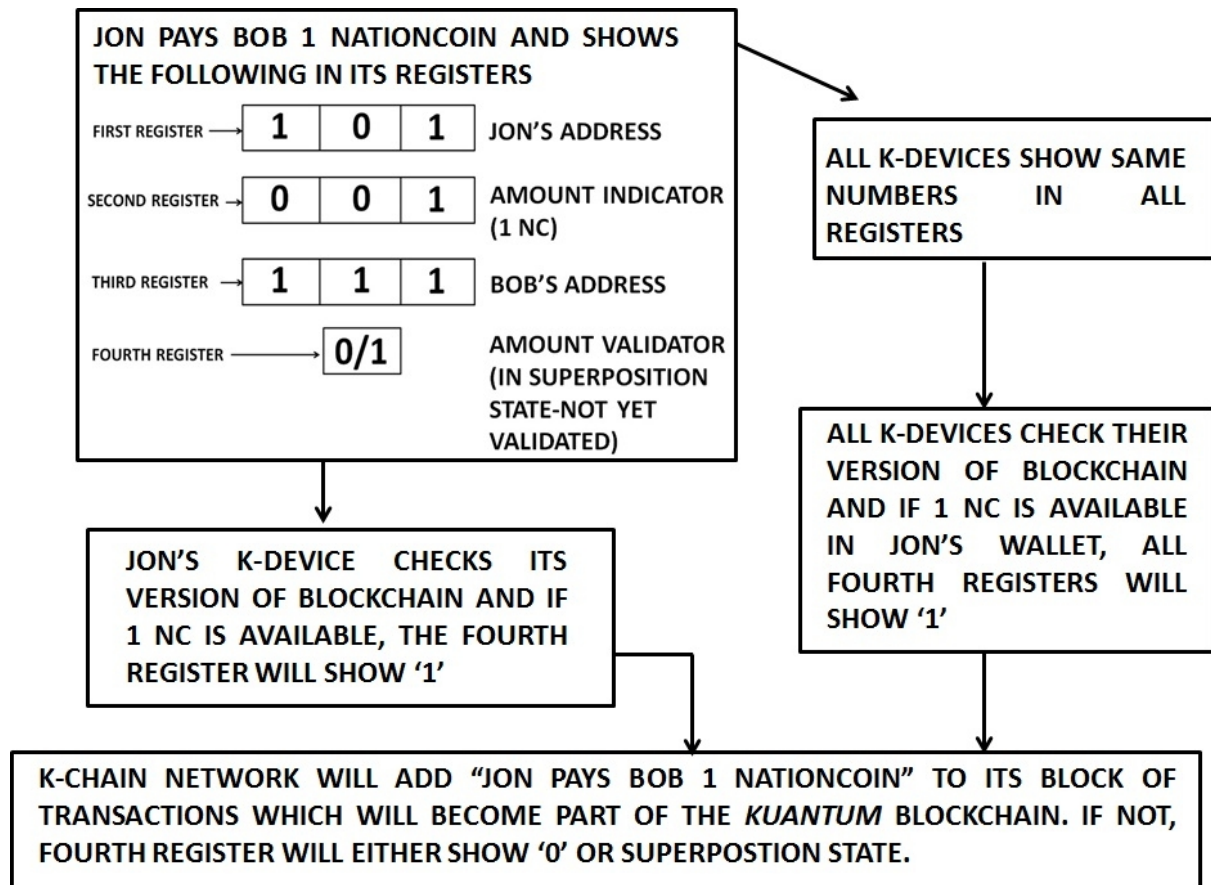 JON PAYS BOB 1 NATIONCOIN AND SHOWS
THE FOLLOWING IN ITS REGISTERS
FIRST REGISTER
1 0 1
JON'S ADDRESS
SECOND REGISTER
0 0 1
AMOUNT INDICATOR
(1 NC)
THIRD REGISTER
1 1 1
BOB'S ADDRESS
FOURTH REGISTER
0/1
AMOUNT VALIDATOR
(IN SUPERPOSITION
STATE-NOT YET
VALIDATED)
ALL K-DEVICES SHOW SAME
NUMBERS IN ALL
REGISTERS
ALL K-DEVICES CHECK THEIR
VERSION OF BLOCKCHAIN
AND IF 1 NC IS AVAILABLE
IN JON'S WALLET, ALL
FOURTH REGISTERS WILL
SHOW ‘1’
JON'S K-DEVICE CHECKS ITS
VERSION OF BLOCKCHAIN AND IF
1 NC IS AVAILABLE, THE FOURTH
REGISTER WILL SHOW ‘1’
K-CHAIN NETWORK WILL ADD “JON PAYS BOB 1 NATIONCOIN” TO ITS BLOCK OF
TRANSACTIONS WHICH WILL BECOME PART OF THE KUANTUM BLOCKCHAIN. IF NOT,
FOURTH REGISTER WILL EITHER SHOW ‘0’ OR SUPERPOSTION STATE.